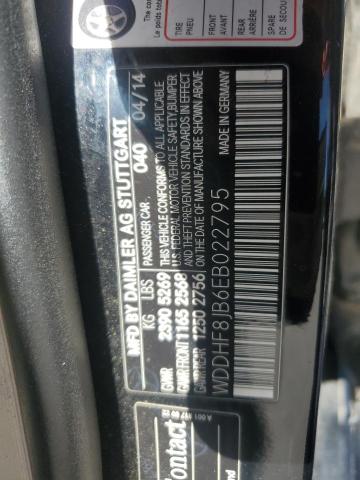 TIRE
PNEU
FRONT
AVANT
REAR
ARRIÈRE
SPARE
DE SECOU
MFD BY DAIMLER AG STUTTGART
PASSENGER CAR 040 04/14
KG LBS THIS VEHICLE CONFORMS TO ALL APPLICABLE
GVWR 2390 5269 U.S. FEDERAL MOTOR VEHICLE SAFETY, BUMPER
GAWR FRONT 1165 2568 AND THEFT PREVENTION STANDARDS IN EFFECT
GAWR REAR 1250 2756 ON THE DATE OF MANUFACTURE SHOWN ABOVE
WDDHF8JB6EB022795 MADE IN GERMANY
Contact